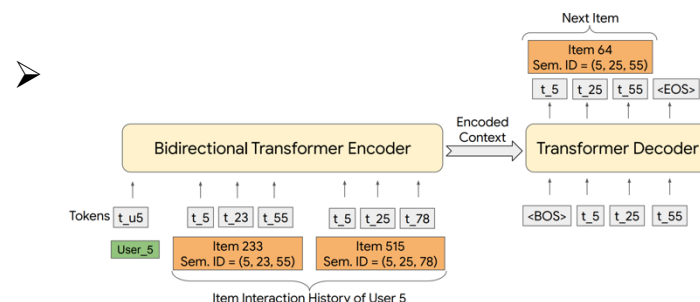 Next Item
Item 64
Sem. ID = (5, 25, 55)
t_5 t_25 t_55 <EOS>
Bidirectional Transformer Encoder
Encoded
Context
Transformer Decoder
Tokens t_u5 t_5 t_23 t_55 t_5 t_25 t_78
<BOS> t_5 t_25 t_55
User_5
Item 233
Sem. ID = (5, 23, 55)
Item 515
Sem. ID = (5, 25, 78)
Item Interaction History of User 5